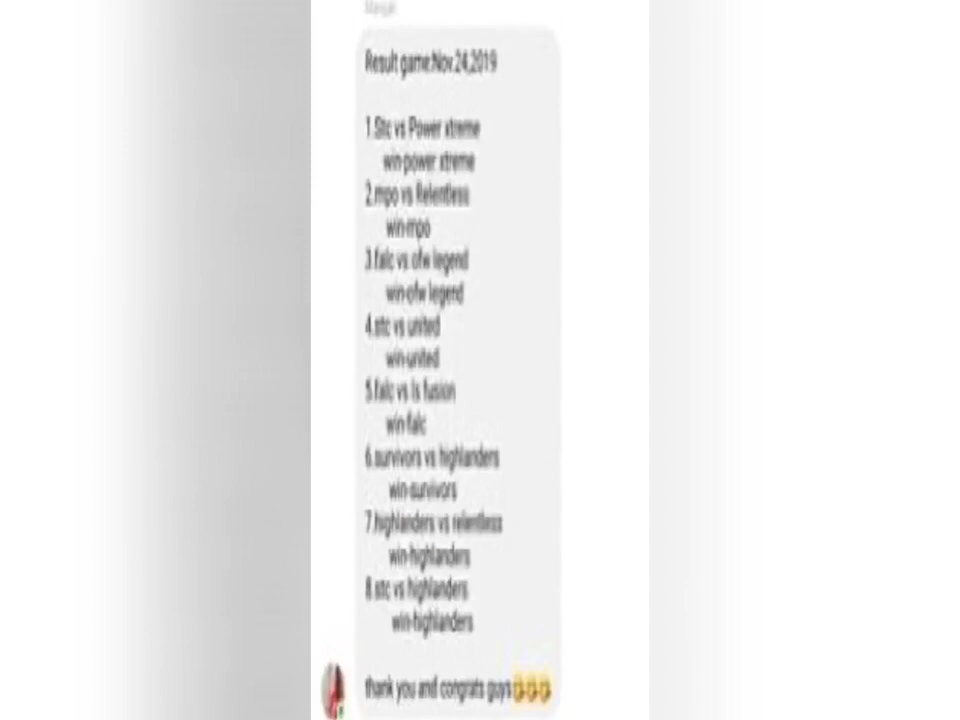 Result game:Nov.24,2019
1.Stc vs Power xtreme
win-power xtreme
2.mpo vs Relentless
win-mpo
3.falc vs ofw legend
win-ofw legend
4.stc vs united
win-united
5.falc vs ls fusion
win-falc
6.survivors vs highlanders
win-survivors
7.highlanders vs relentless
win-highlanders
8.stc vs highlanders
win-highlanders
thank you and congrats guys